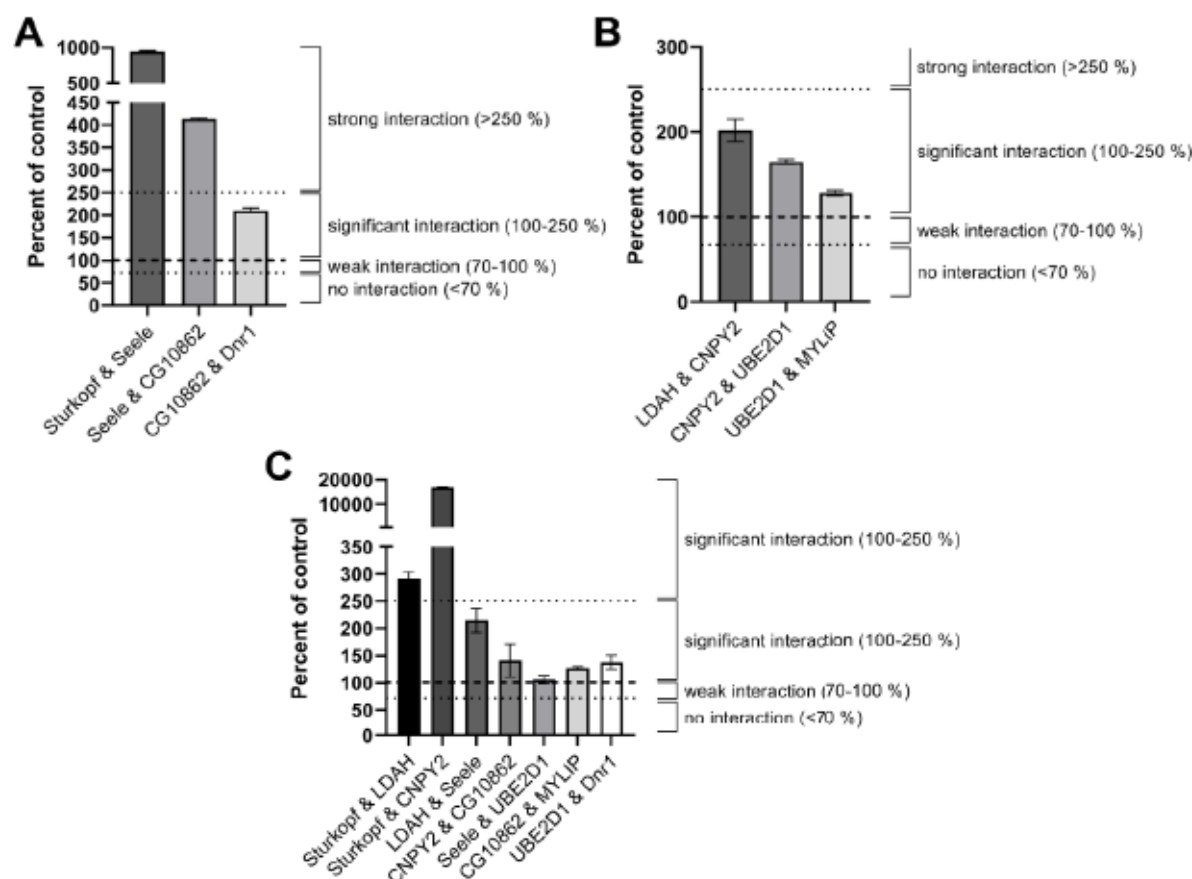 A
Percent of control
1000
500
450
400
350
300
250
200
150
100
50
0
strong interaction (>250 %)
significant interaction (100-250 %)
weak interaction (70-100 %)
no interaction (<70 %)
Sturkopf & Seele
Seele & CG10862
CG10862 & Dnr1
B
Percent of control
300
200
100
0
strong interaction (>250 %)
significant interaction (100-250 %)
weak interaction (70-100 %)
no interaction (<70 %)
LDAH & CNPY2
CNPY2 & UBE2D1
UBE2D1 & MYLiP
C
Percent of control
20000
10000
350
300
250
200
150
100
50
0
significant interaction (100-250 %)
significant interaction (100-250 %)
weak interaction (70-100 %)
no interaction (<70 %)
Sturkopf & LDAH
Sturkopf & CNPY2
LDAH & Seele
CNPY2 & CG10862
Seele & UBE2D1
CG10862 & MYLIP
UBE2D1 & Dnr1